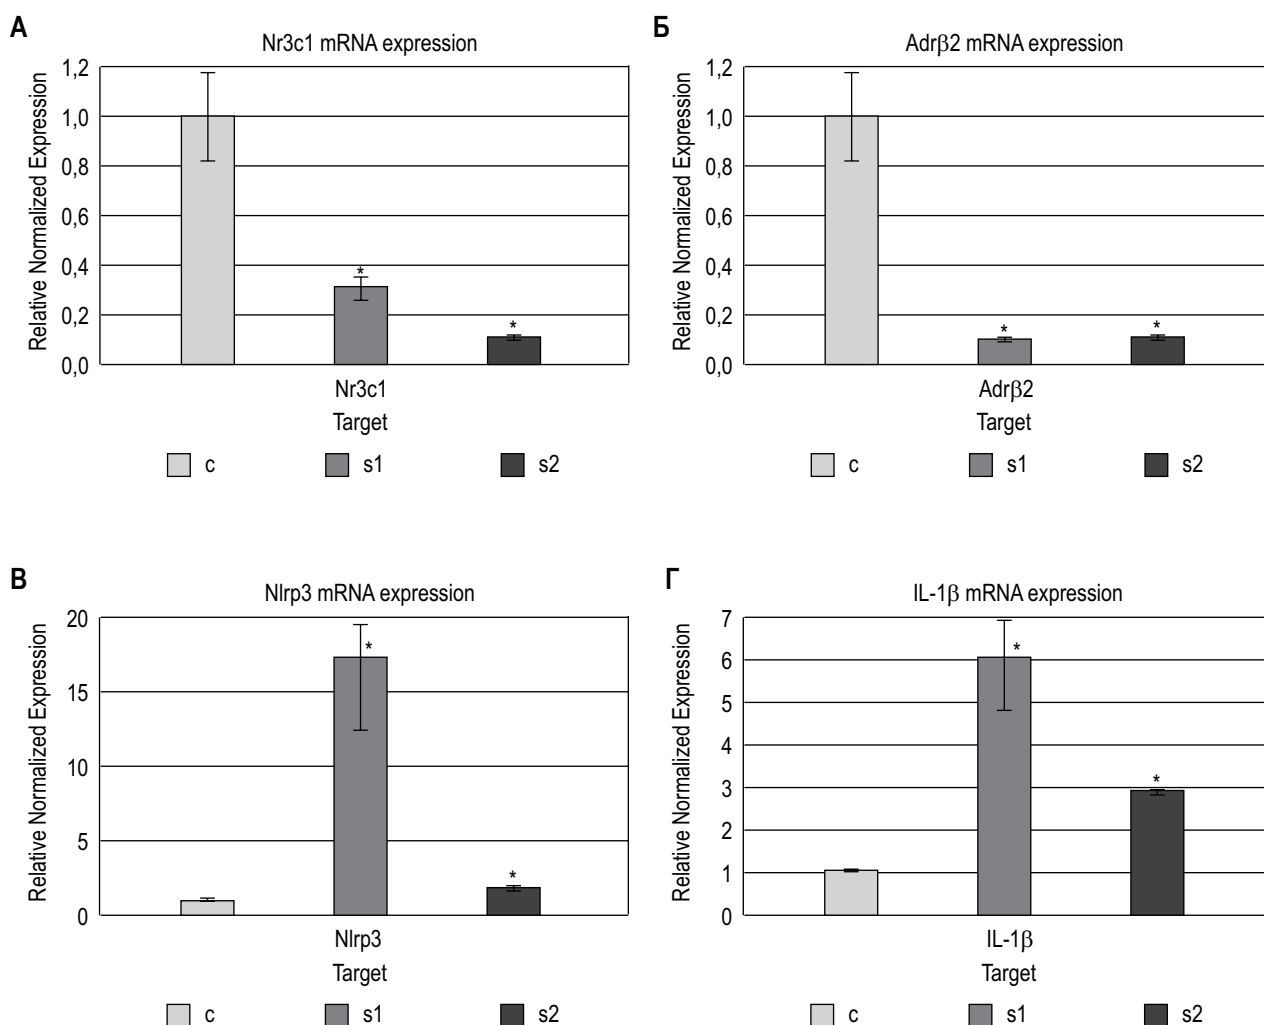 А
Nr3c1 mRNA expression
Relative Normalized Expression
1,2
1,0
0,8
0,6
0,4
0,2
0,0
*
*
Nr3c1
Target
c s1 s2
Б
Adrβ2 mRNA expression
Relative Normalized Expression
1,2
1,0
0,8
0,6
0,4
0,2
0,0
*
*
Adrβ2
Target
c s1 s2
В
Nlrp3 mRNA expression
Relative Normalized Expression
20
15
10
5
0
*
*
Nlrp3
Target
c s1 s2
Г
IL-1β mRNA expression
Relative Normalized Expression
7
6
5
4
3
2
1
0
*
*
IL-1β
Target
c s1 s2